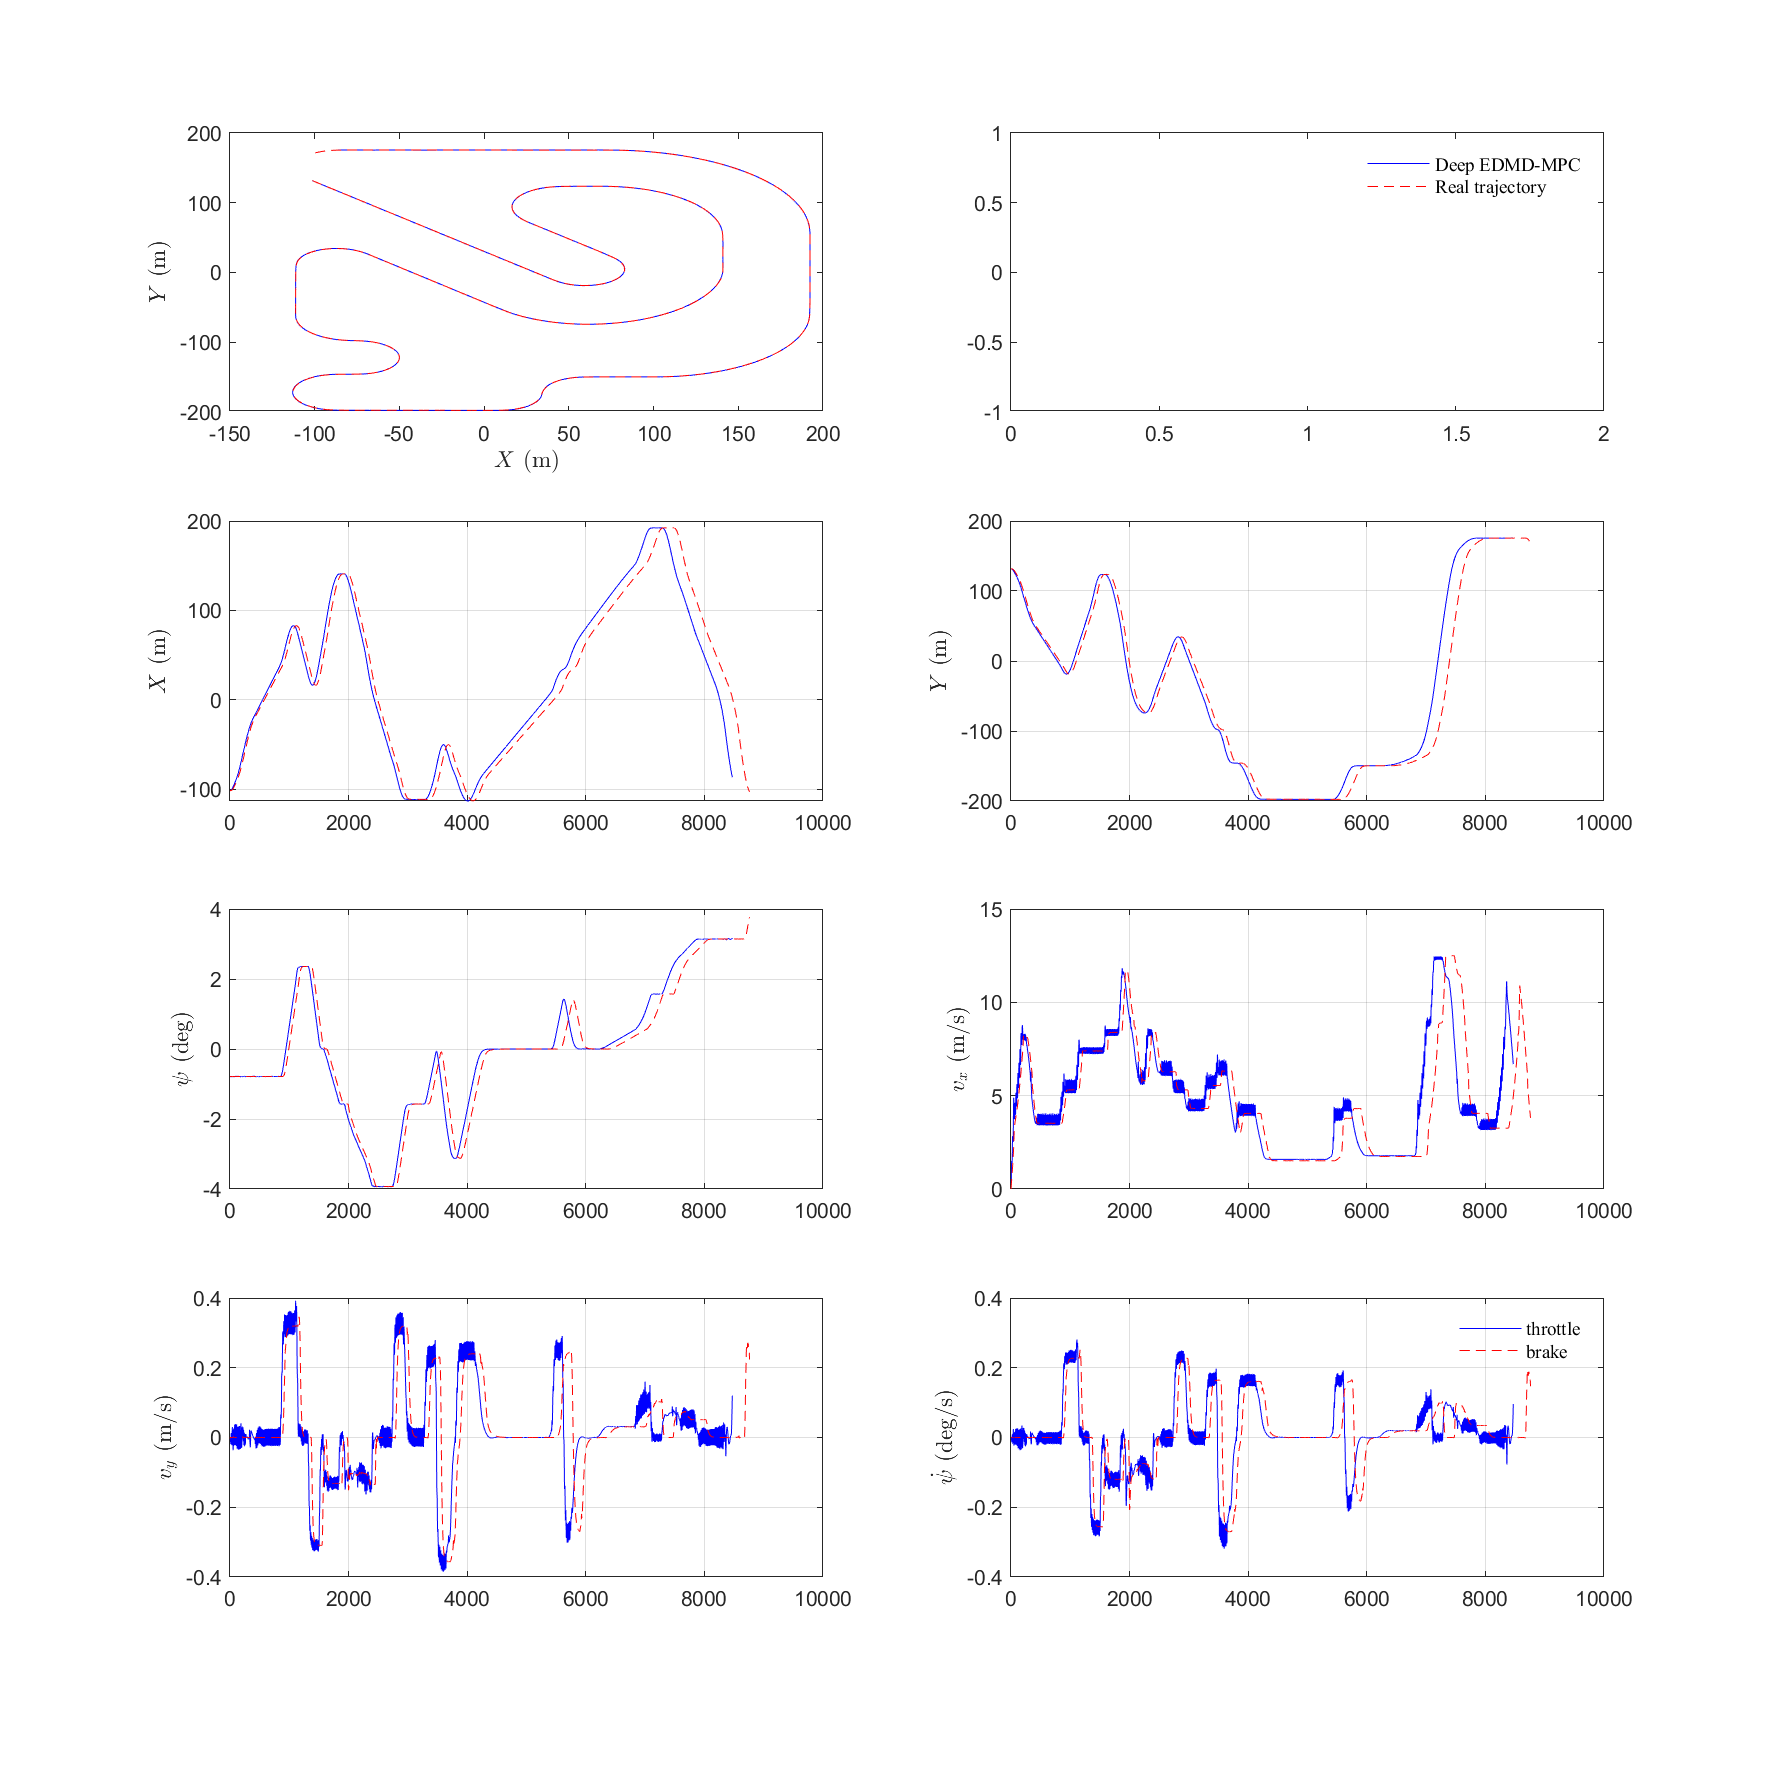 200
100
0
-100
-200
Y (m)
-150 -100 -50 0 50 100 150 200
X (m)
1
0.5
0
-0.5
-1
0 0.5 1 1.5 2
Deep EDMD-MPC
Real trajectory
200
100
0
-100
X (m)
0 2000 4000 6000 8000 10000
200
100
0
-100
-200
Y (m)
0 2000 4000 6000 8000 10000
4
2
0
-2
-4
ψ (deg)
0 2000 4000 6000 8000 10000
15
10
5
0
v_x (m/s)
0 2000 4000 6000 8000 10000
0.4
0.2
0
-0.2
-0.4
v_y (m/s)
0 2000 4000 6000 8000 10000
0.4
0.2
0
-0.2
-0.4
ψ̇ (deg/s)
0 2000 4000 6000 8000 10000
throttle
brake